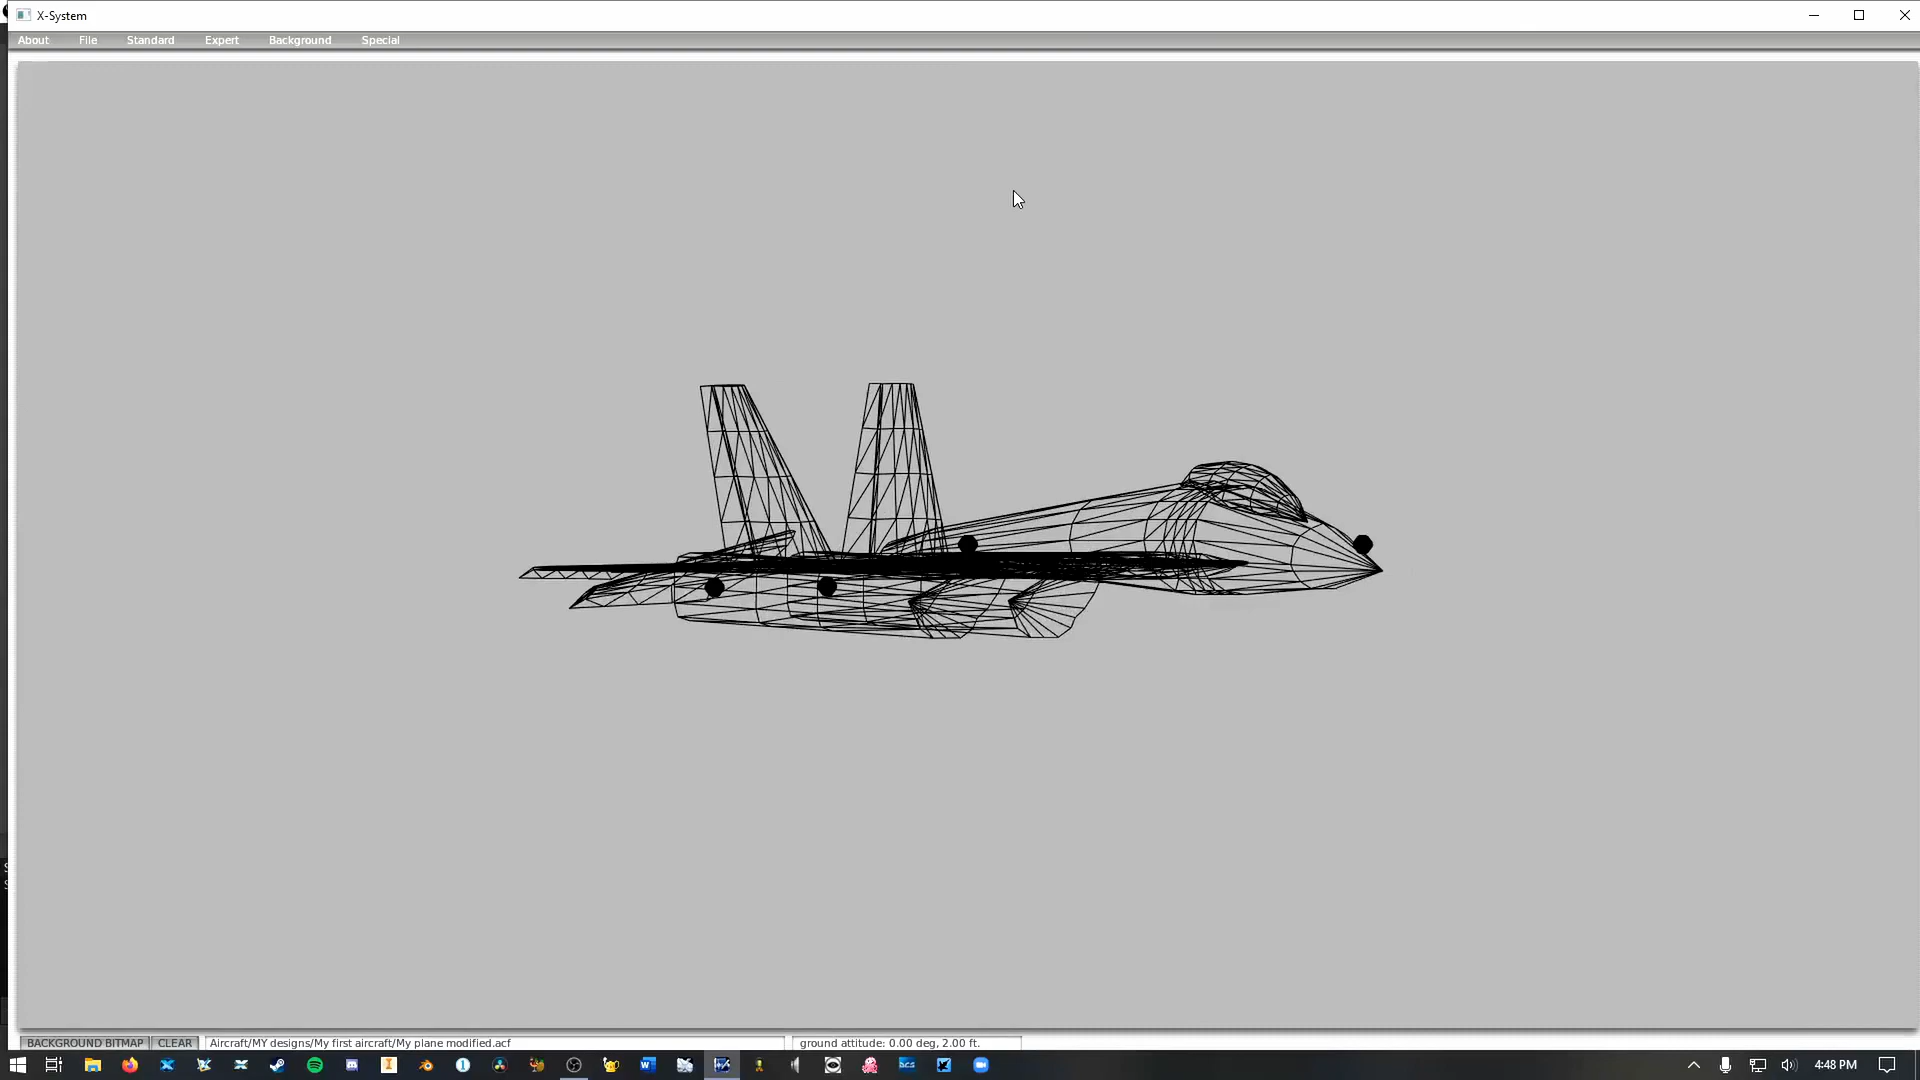 X-System
About File Standard Expert Background Special
BACKGROUND BITMAP CLEAR Aircraft/MY designs/My first aircraft/My plane modified.acf ground attitude: 0.00 deg, 2.00 ft.
DCS 4:48 PM